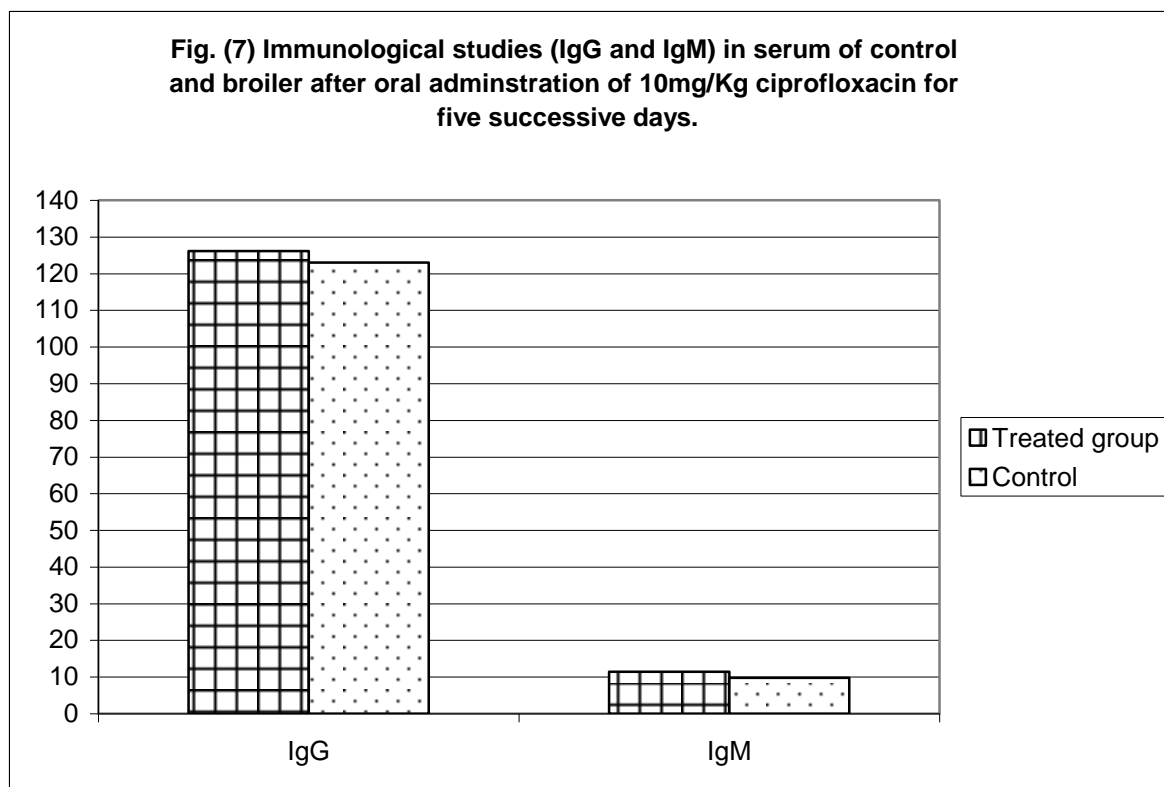 Fig. (7) Immunological studies (IgG and IgM) in serum of control
and broiler after oral adminstration of 10mg/Kg ciprofloxacin for
five successive days.
140
130
120
110
100
90
80
70
60
50
40
30
20
10
0
IgG
IgM
Treated group
Control